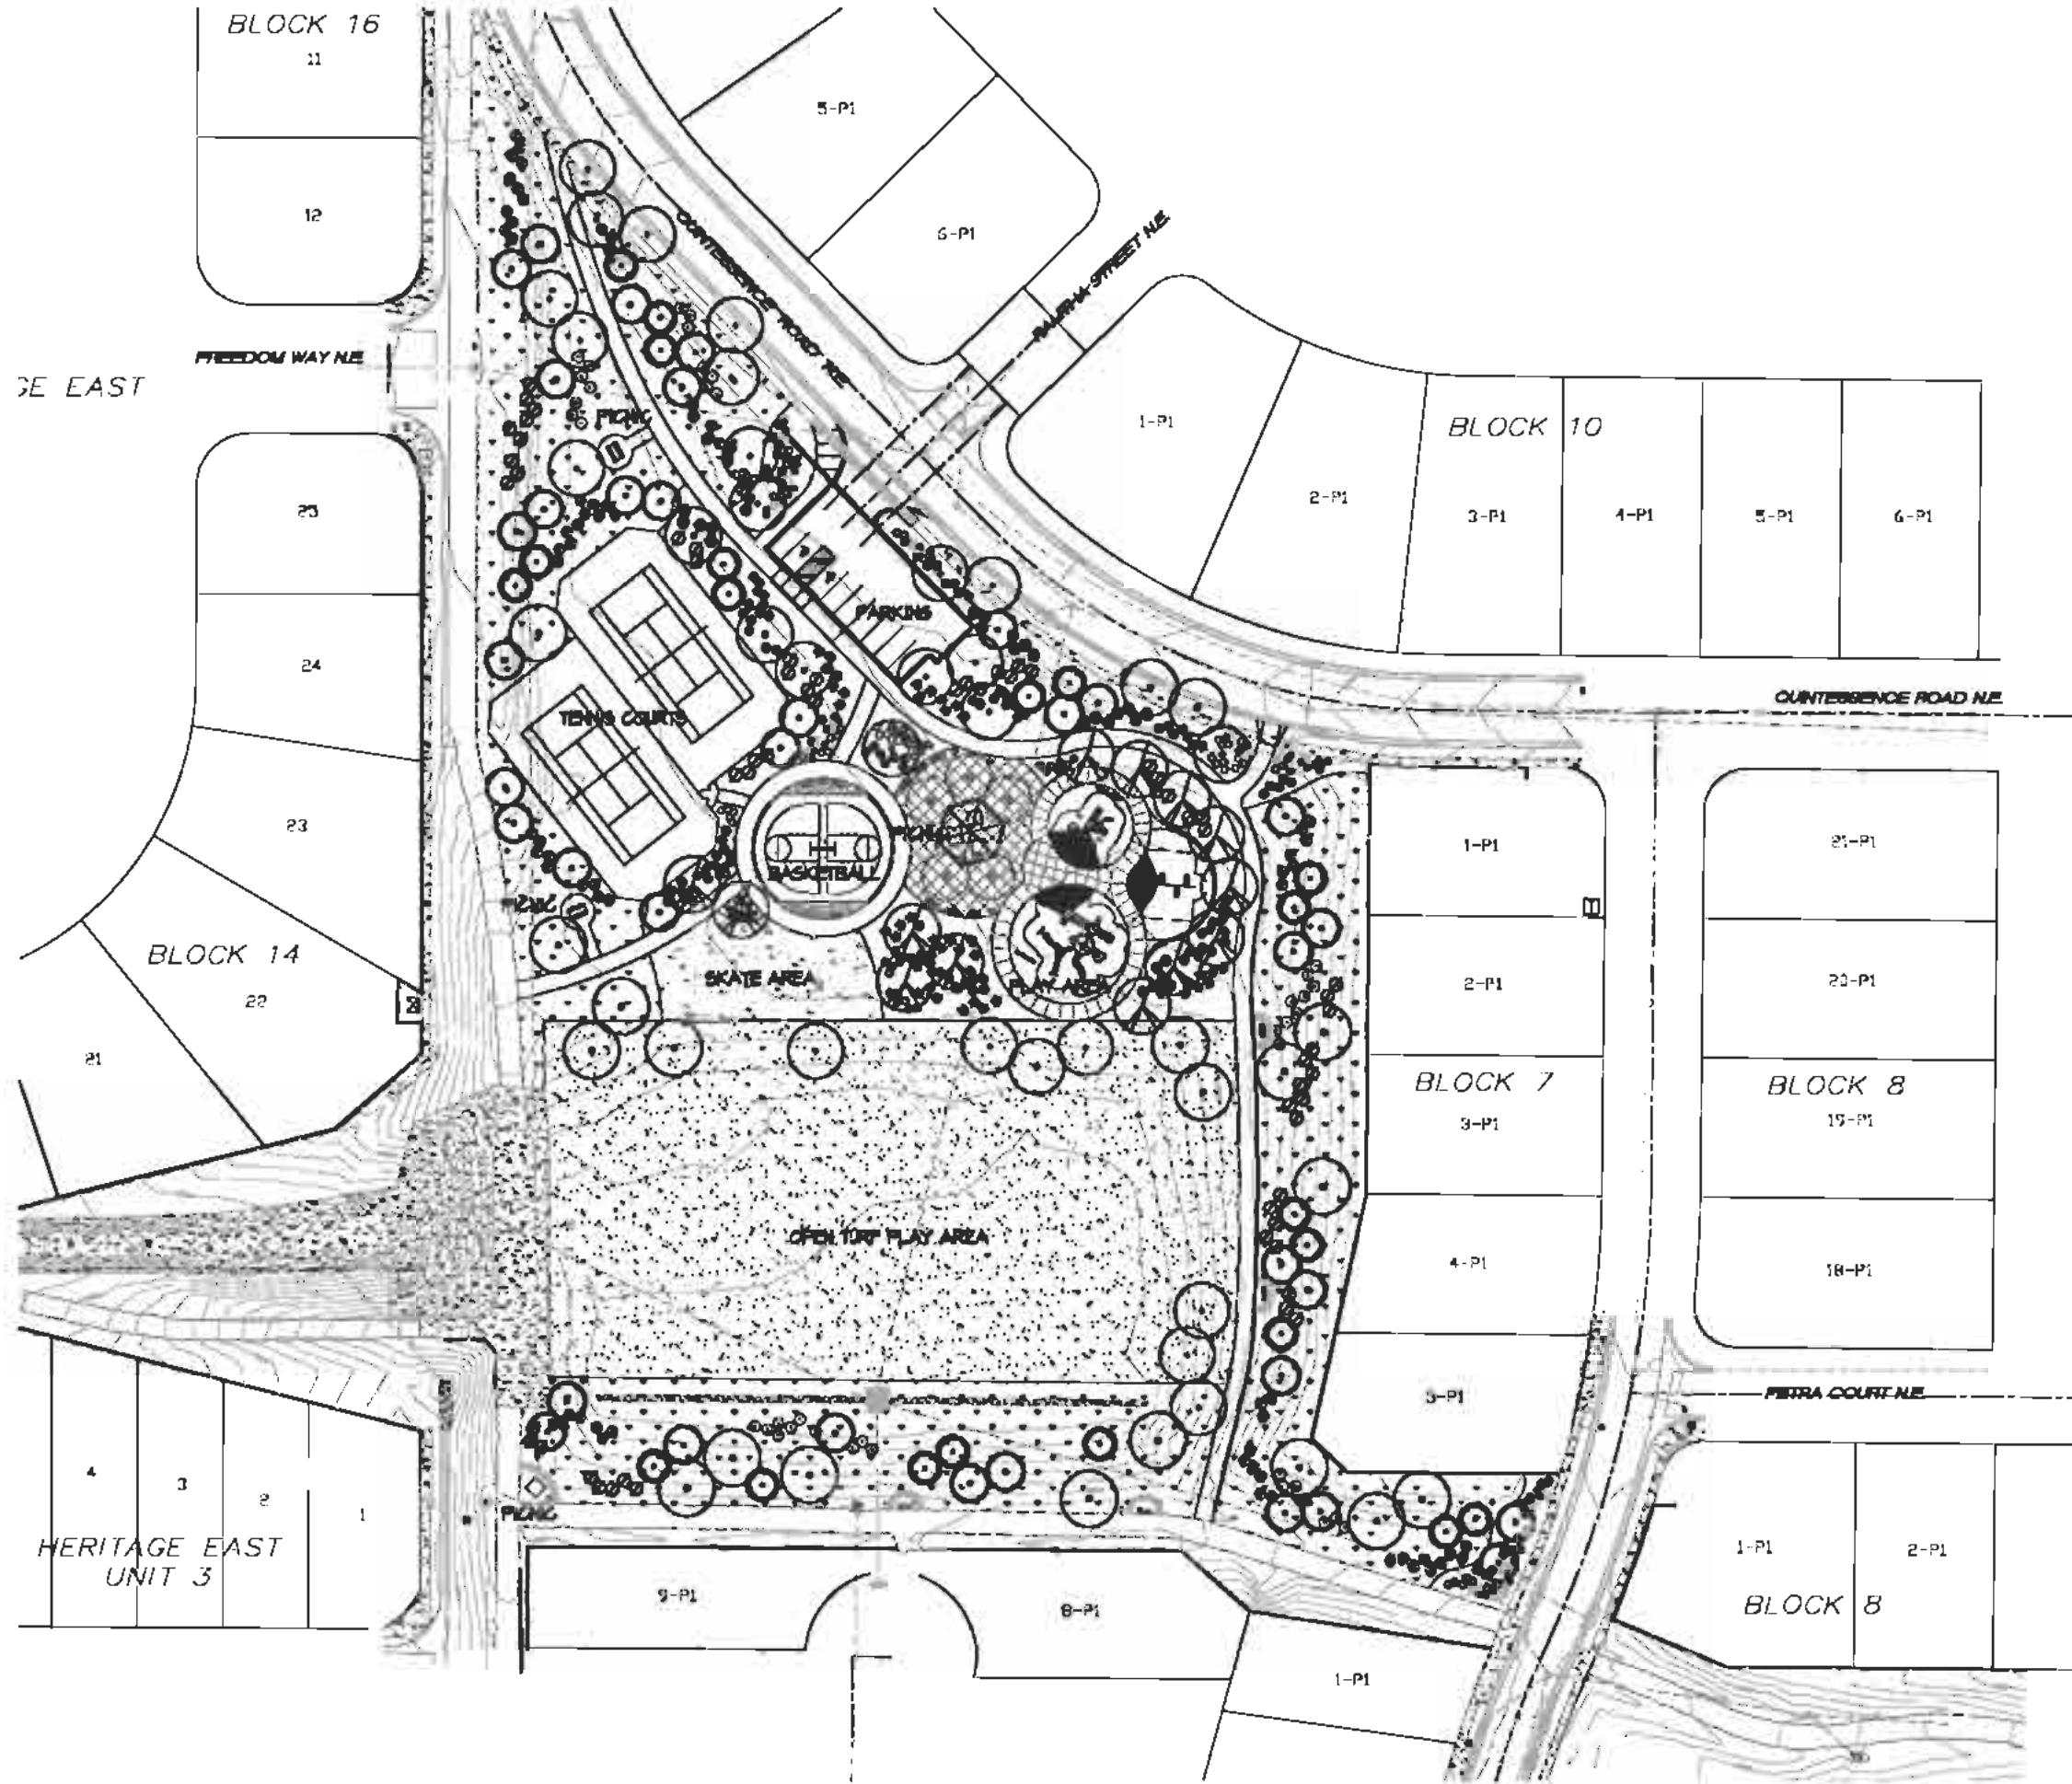 BLOCK 16
11
5-P1
12
6-P1
QUINTESSENCE ROAD N.E.
STREET N.E.
FREEDOM WAY N.E.
GE EAST
PICNIC
1-P1
BLOCK 10
2-P1
3-P1
4-P1
5-P1
6-P1
25
PARKING
24
TENNIS COURTS
QUINTESSENCE ROAD N.E.
23
PICNIC
BASKETBALL
1-P1
21-P1
PICNIC
BLOCK 14
22
SKATE AREA
PLAY AREA
2-P1
20-P1
21
BLOCK 7
3-P1
BLOCK 8
19-P1
OPEN TURF PLAY AREA
4-P1
18-P1
5-P1
PETRA COURT N.E.
4
3
2
1
PICNIC
HERITAGE EAST
UNIT 3
9-P1
8-P1
1-P1
2-P1
BLOCK 8
1-P1